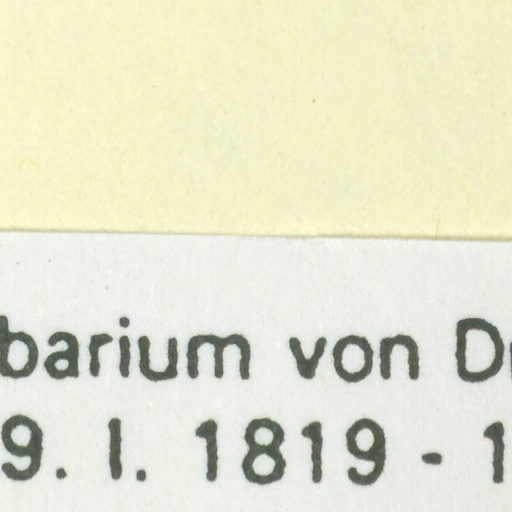 barium von D
9. I. 1819 - 1